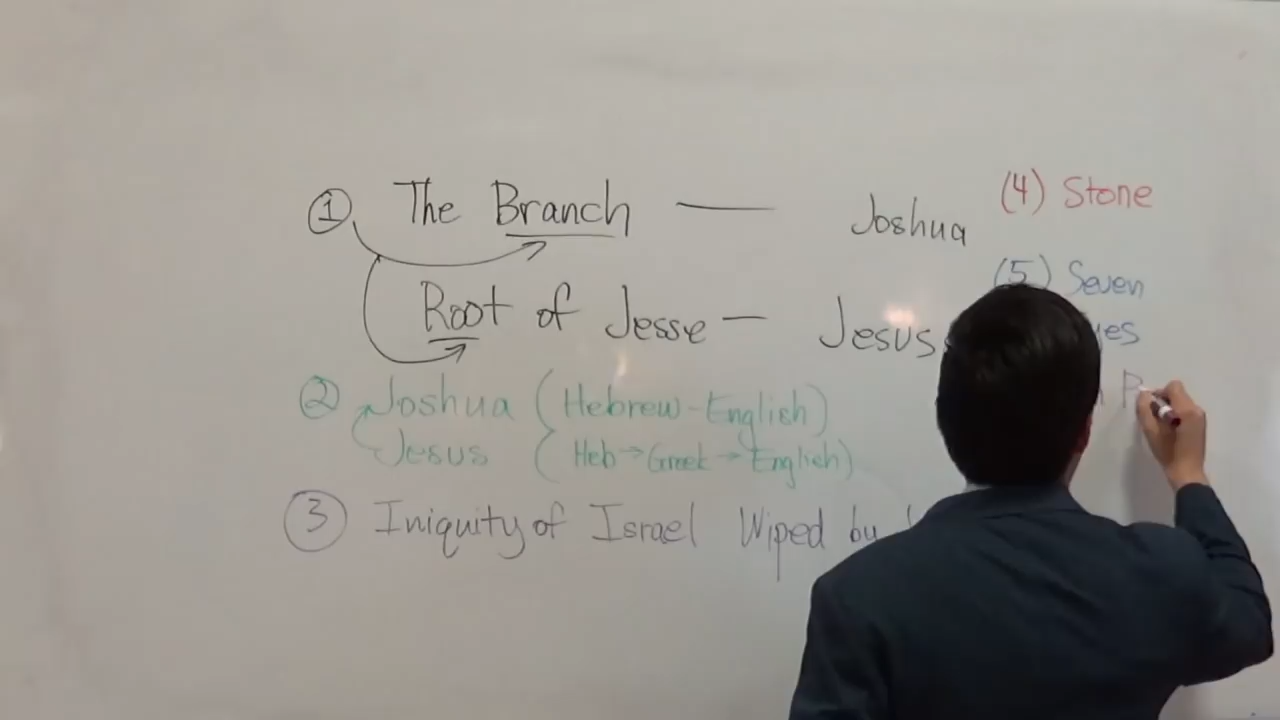 ① The Branch — Joshua
Root of Jesse — Jesus
② Joshua (Hebrew-English)
Jesus (Heb→Greek→English)
③ Iniquity of Israel Wiped by
(4) Stone
(5) Seven